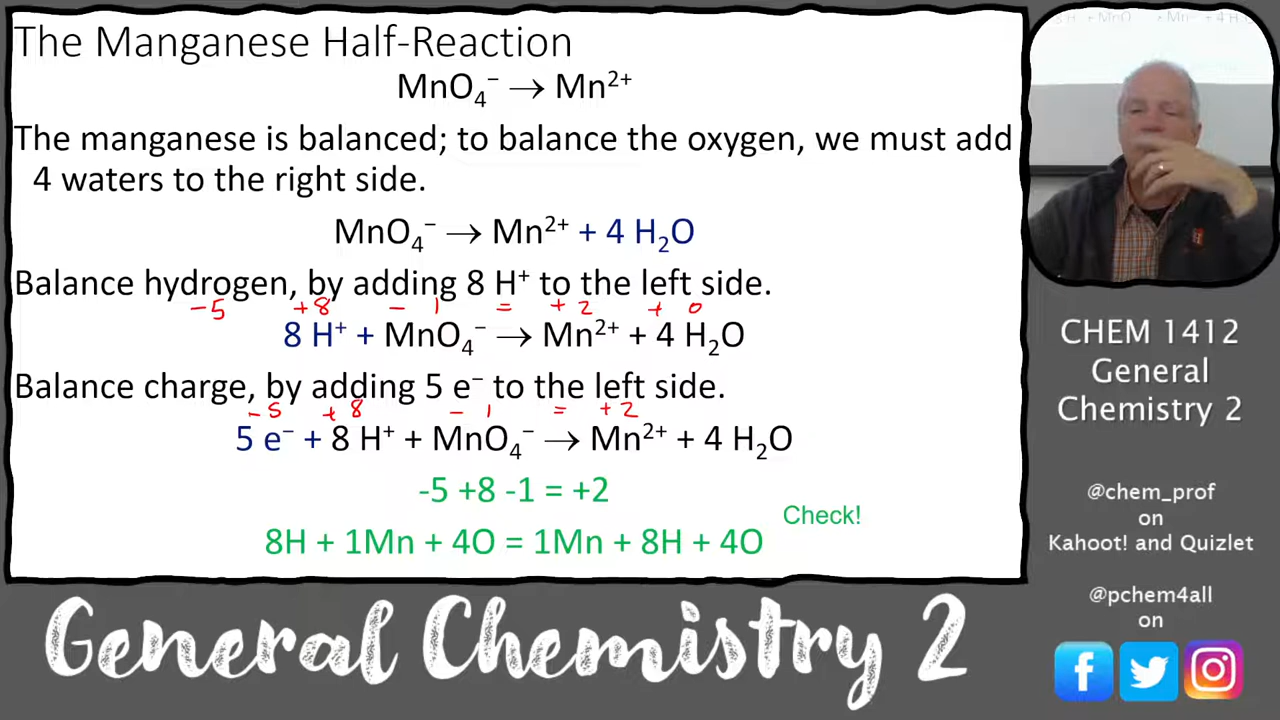 The Manganese Half-Reaction
MnO₄⁻ → Mn²⁺
The manganese is balanced; to balance the oxygen, we must add
4 waters to the right side.
MnO₄⁻ → Mn²⁺ + 4 H₂O
Balance hydrogen, by adding 8 H⁺ to the left side.
-5 +8 - 1 = +2 + 0
8 H⁺ + MnO₄⁻ → Mn²⁺ + 4 H₂O
Balance charge, by adding 5 e⁻ to the left side.
-5 +8 - 1 = +2
5 e⁻ + 8 H⁺ + MnO₄⁻ → Mn²⁺ + 4 H₂O
-5 +8 -1 = +2
Check!
8H + 1Mn + 4O = 1Mn + 8H + 4O
General Chemistry 2
CHEM 1412
General
Chemistry 2
@chem_prof
on
Kahoot! and Quizlet
@pchem4all
on